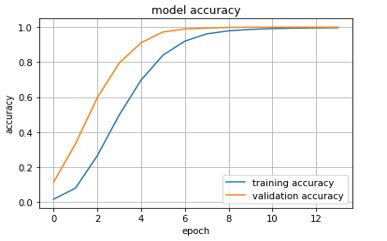 model accuracy
1.0
0.8
0.6
0.4
0.2
0.0
accuracy
training accuracy
validation accuracy
0 2 4 6 8 10 12
epoch